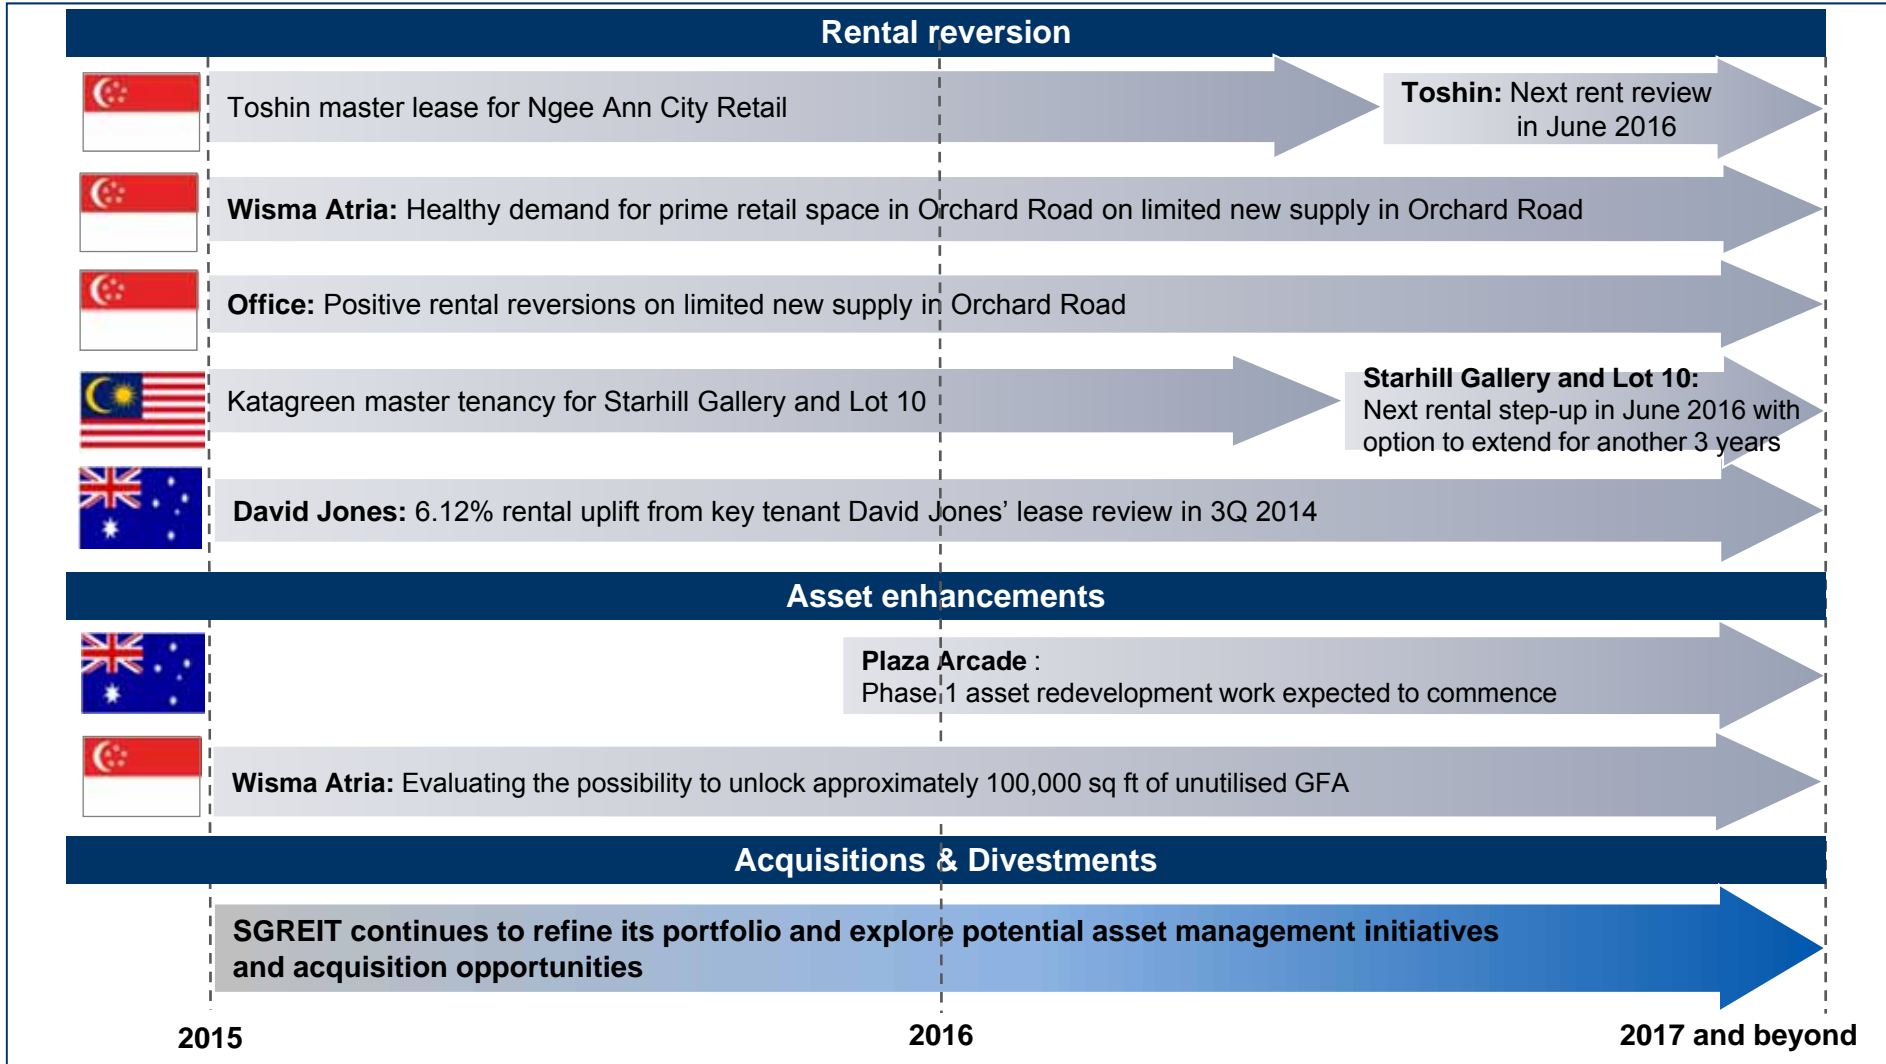 Rental reversion
Toshin master lease for Ngee Ann City Retail
Toshin: Next rent review
in June 2016
Wisma Atria: Healthy demand for prime retail space in Orchard Road on limited new supply in Orchard Road
Office: Positive rental reversions on limited new supply in Orchard Road
Katagreen master tenancy for Starhill Gallery and Lot 10
Starhill Gallery and Lot 10:
Next rental step-up in June 2016 with
option to extend for another 3 years
David Jones: 6.12% rental uplift from key tenant David Jones’ lease review in 3Q 2014
Asset enhancements
Plaza Arcade :
Phase 1 asset redevelopment work expected to commence
Wisma Atria: Evaluating the possibility to unlock approximately 100,000 sq ft of unutilised GFA
Acquisitions & Divestments
SGREIT continues to refine its portfolio and explore potential asset management initiatives
and acquisition opportunities
2015
2016
2017 and beyond